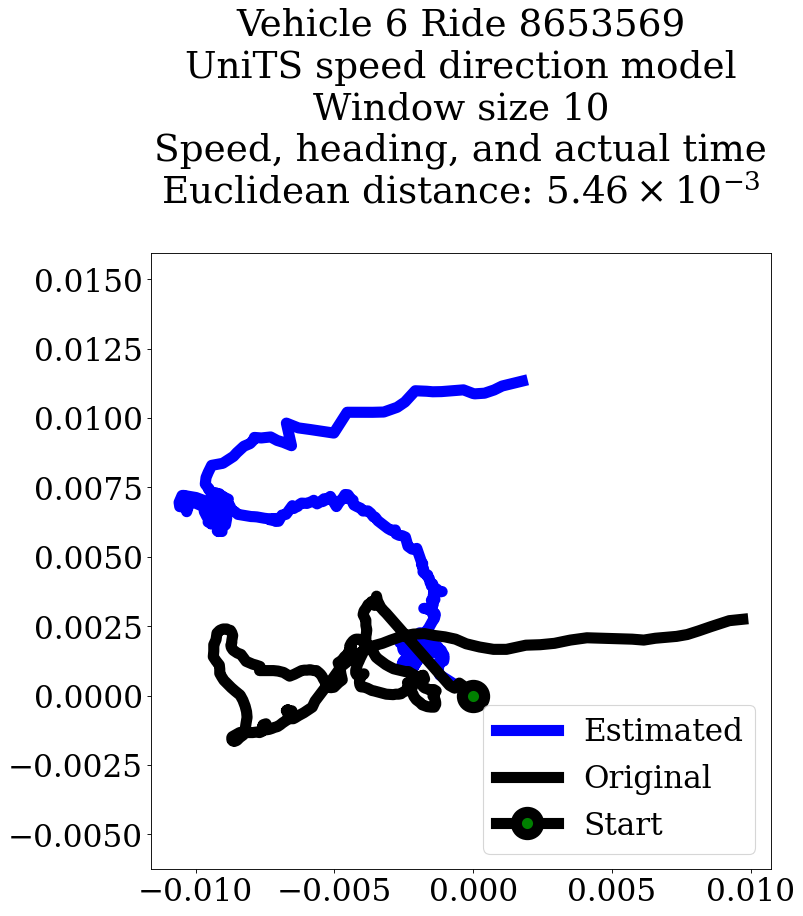 Vehicle 6 Ride 8653569
UniTS speed direction model
Window size 10
Speed, heading, and actual time
Euclidean distance: 5.46 × 10⁻³
0.0150
0.0125
0.0100
0.0075
0.0050
0.0025
0.0000
−0.0025
−0.0050
Estimated
Original
Start
−0.010 −0.005 0.000 0.005 0.010